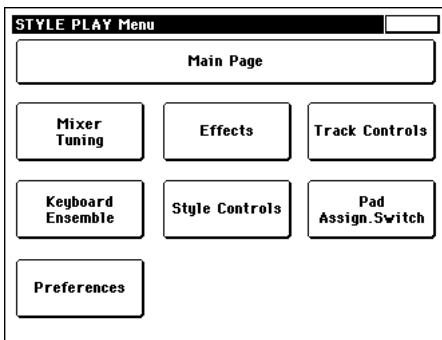 STYLE PLAY Menu
Main Page
Mixer
Tuning
Effects
Track Controls
Keyboard
Ensemble
Style Controls
Pad
Assign.Switch
Preferences